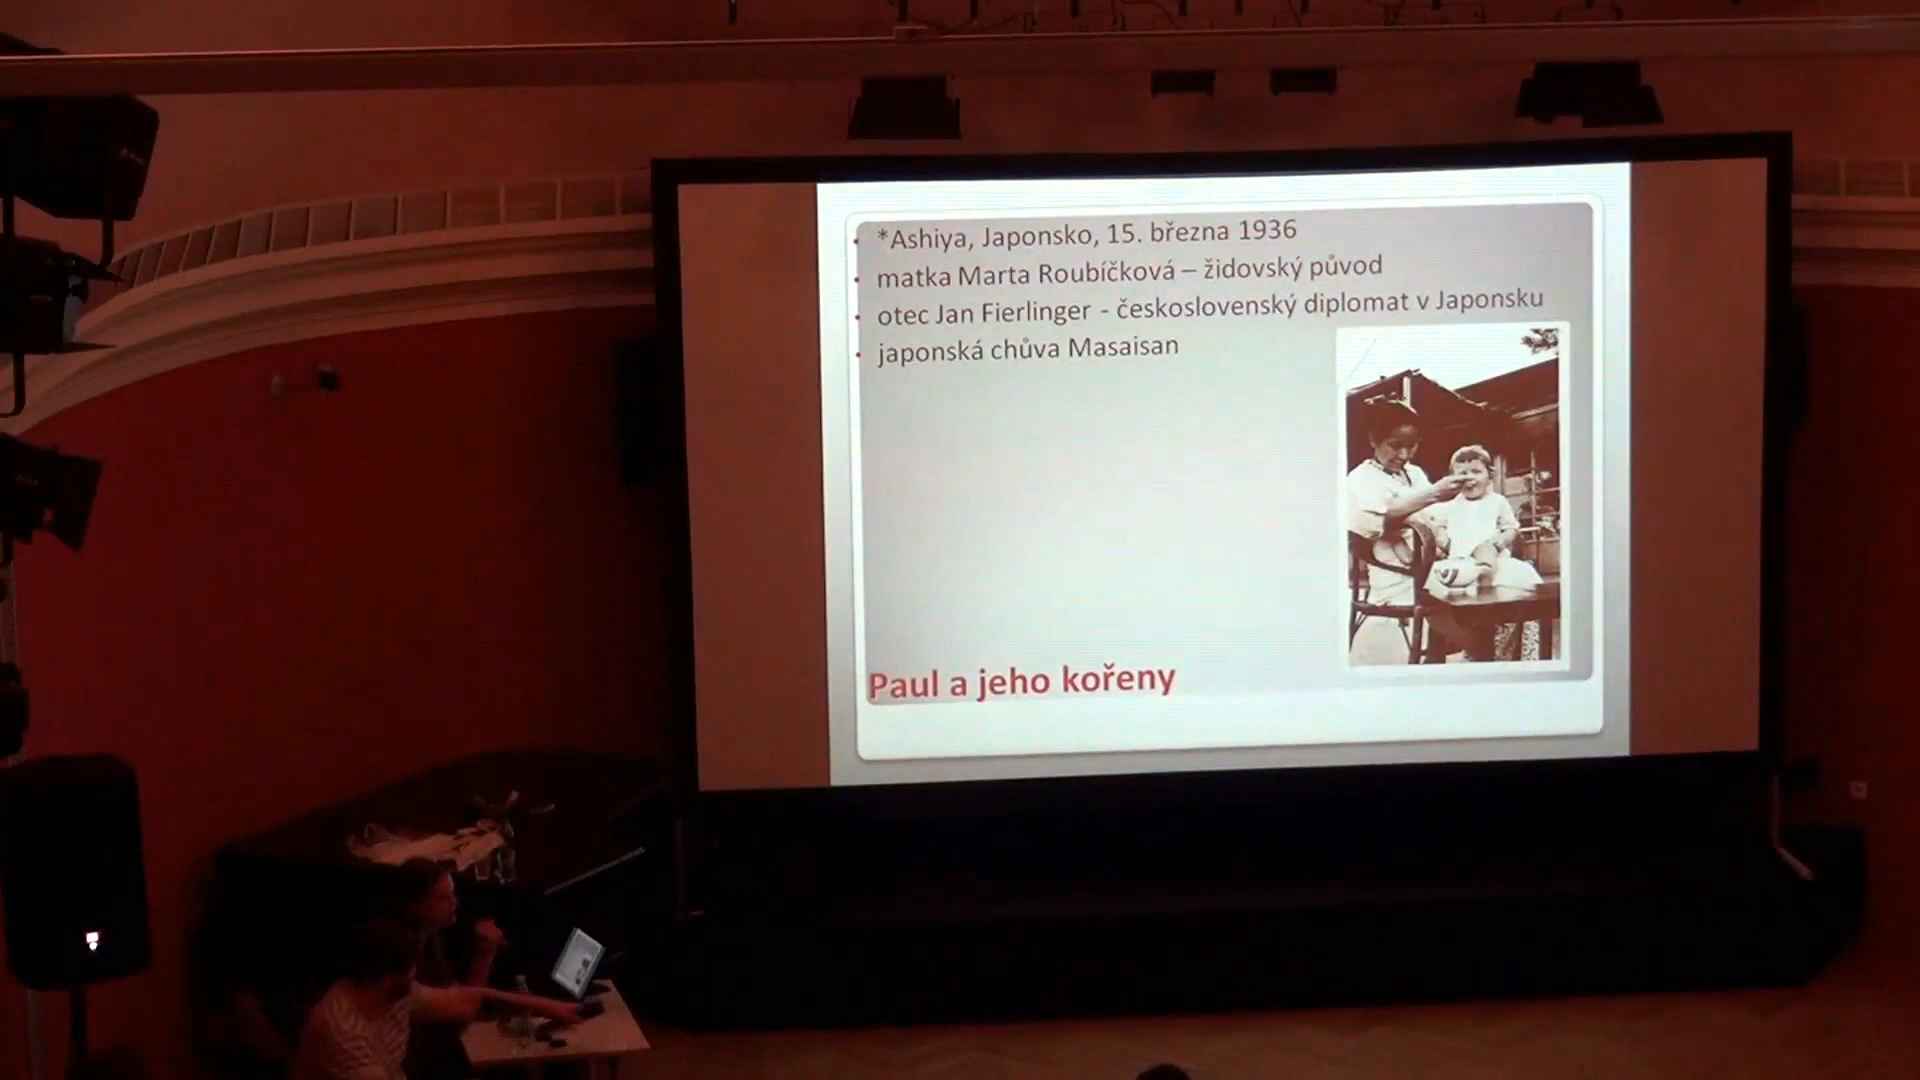 *Ashiya, Japonsko, 15. března 1936
matka Marta Roubíčková – židovský původ
otec Jan Fierlinger - československý diplomat v Japonsku
japonská chůva Masaisan
Paul a jeho kořeny